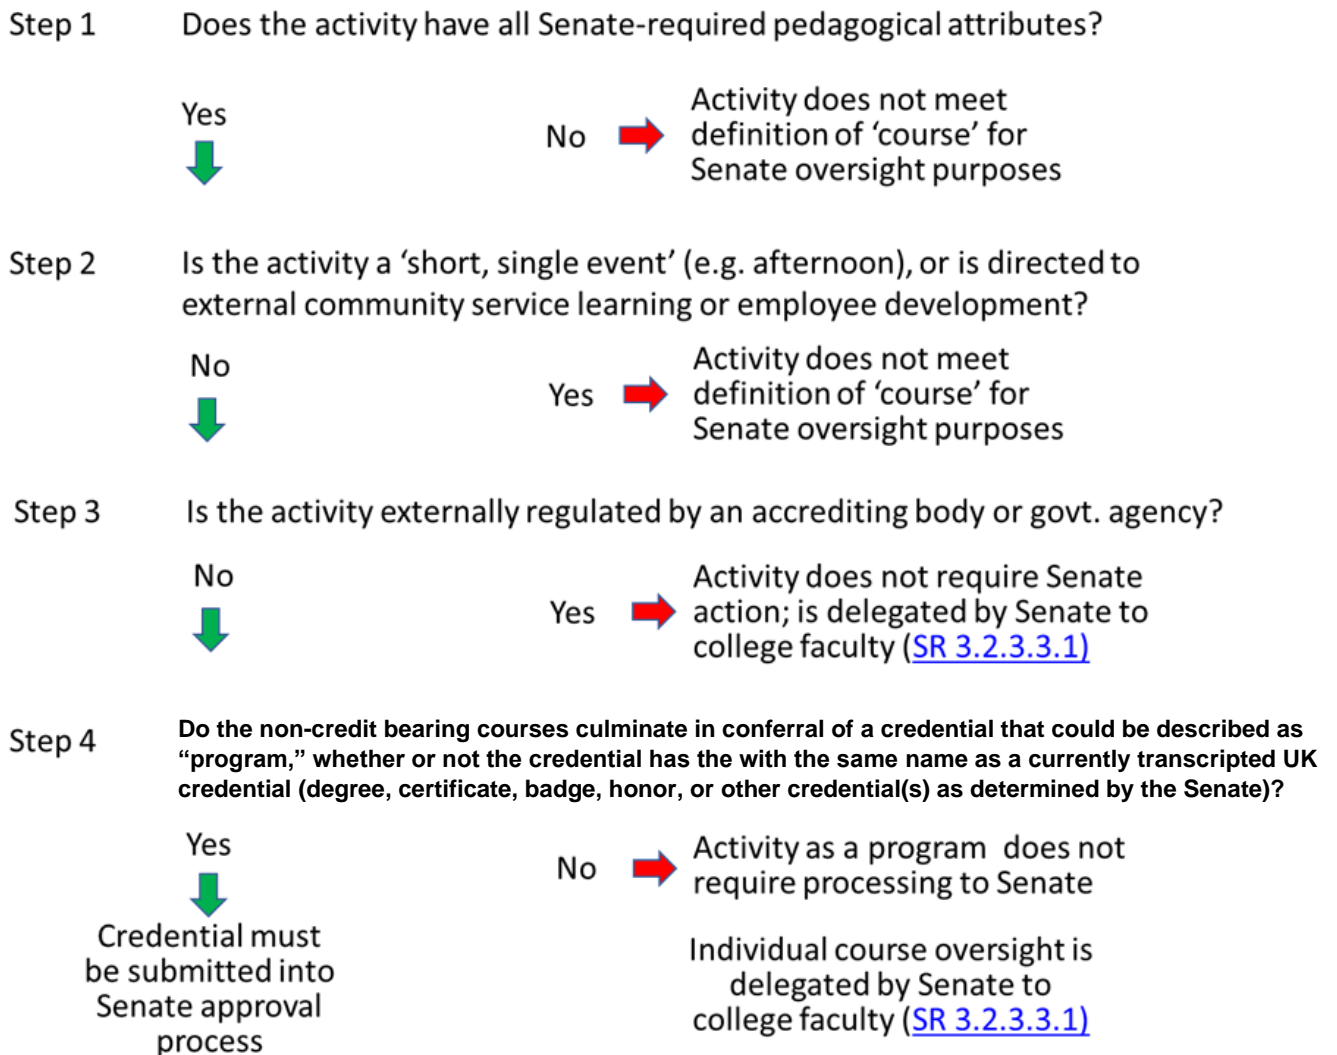 Step 1 Does the activity have all Senate-required pedagogical attributes?
Yes
No
Activity does not meet
definition of ‘course’ for
Senate oversight purposes
Step 2 Is the activity a ‘short, single event’ (e.g. afternoon), or is directed to
external community service learning or employee development?
No
Yes
Activity does not meet
definition of ‘course’ for
Senate oversight purposes
Step 3 Is the activity externally regulated by an accrediting body or govt. agency?
No
Yes
Activity does not require Senate
action; is delegated by Senate to
college faculty (SR 3.2.3.3.1)
Step 4 Do the non-credit bearing courses culminate in conferral of a credential that could be described as
“program,” whether or not the credential has the with the same name as a currently transcripted UK
credential (degree, certificate, badge, honor, or other credential(s) as determined by the Senate)?
Yes
Credential must
be submitted into
Senate approval
process
No
Activity as a program does not
require processing to Senate
Individual course oversight is
delegated by Senate to
college faculty (SR 3.2.3.3.1)